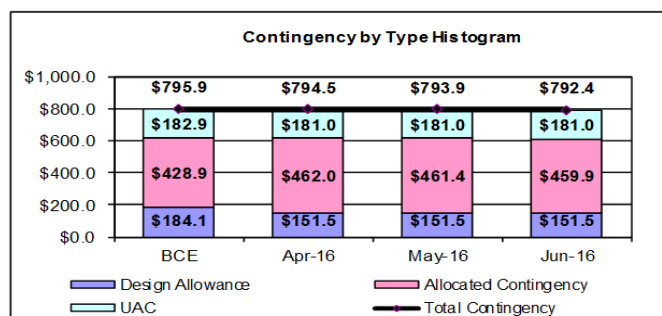 Contingency by Type Histogram
$1,000.0
$800.0
$600.0
$400.0
$200.0
$0.0
$795.9 $794.5 $793.9 $792.4
$182.9 $181.0 $181.0 $181.0
$428.9 $462.0 $461.4 $459.9
$184.1 $151.5 $151.5 $151.5
BCE Apr-16 May-16 Jun-16
Design Allowance Allocated Contingency
UAC Total Contingency